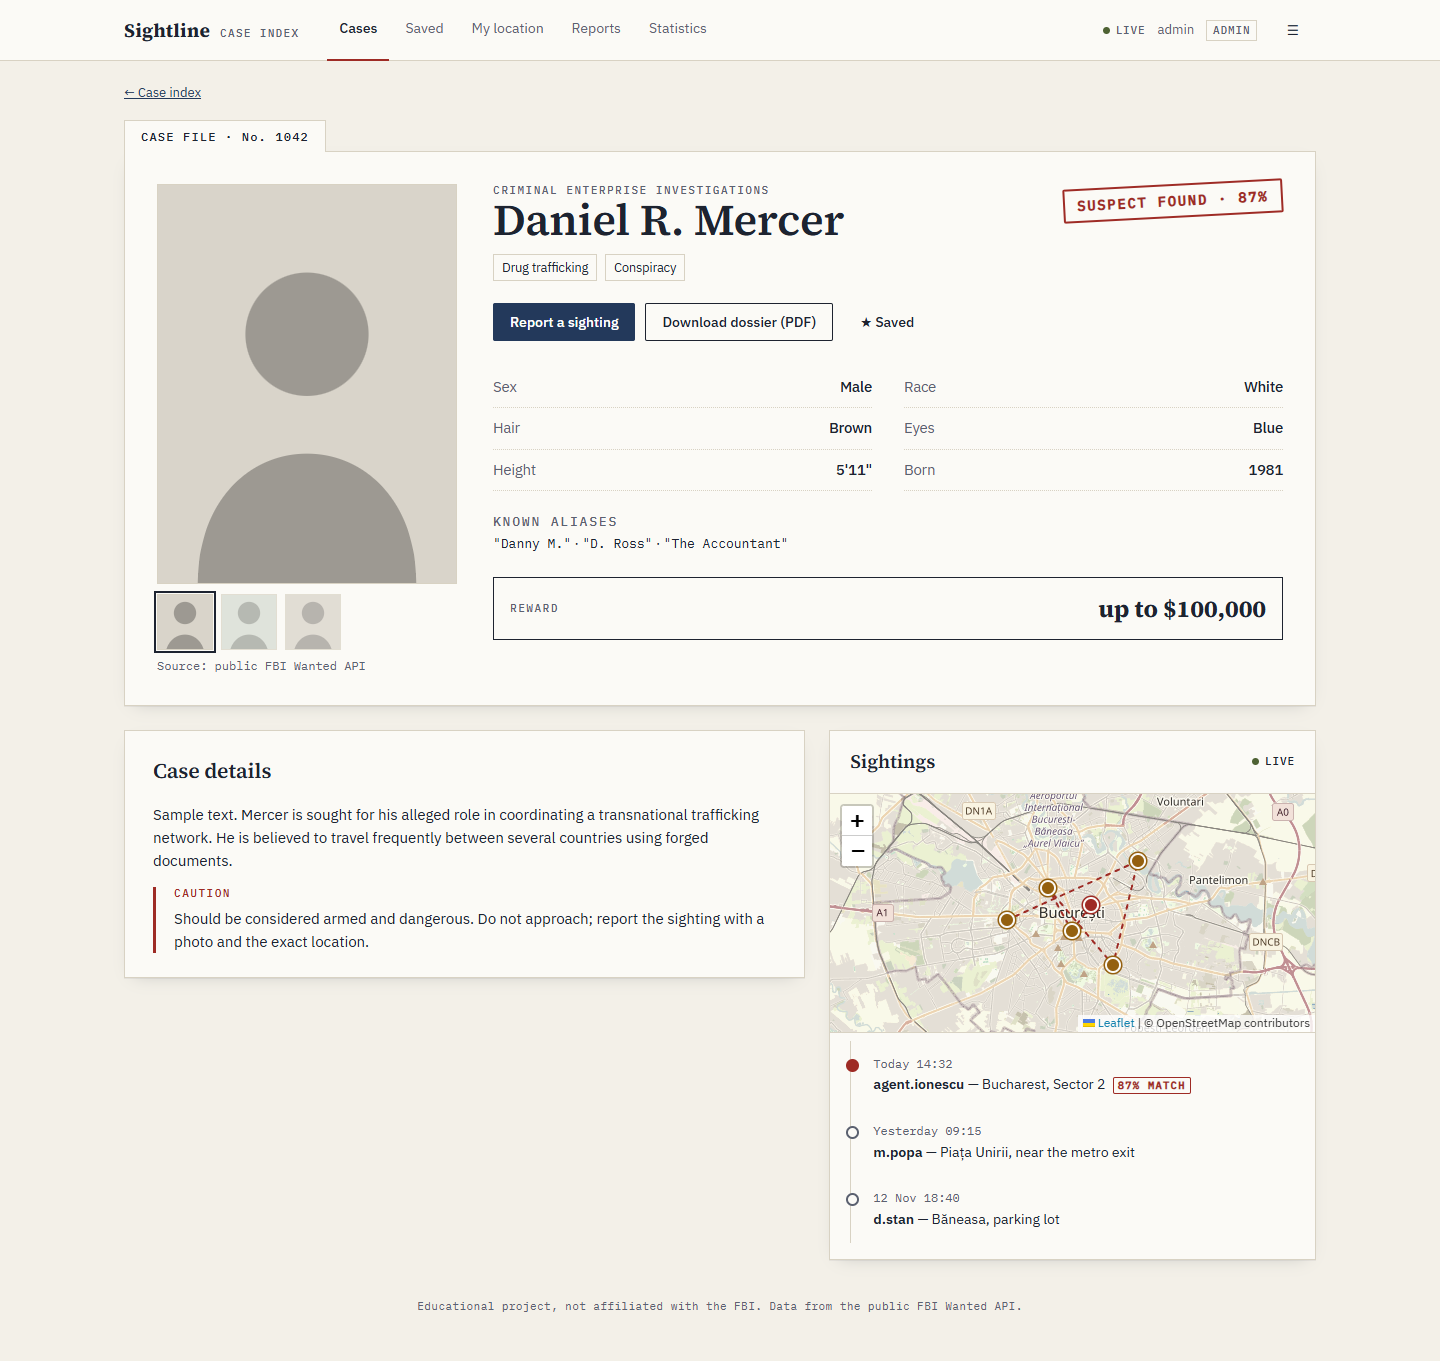 Sightline CASE INDEX Cases Saved My location Reports Statistics LIVE admin ADMIN ☰
← Case index
CASE FILE · No. 1042
CRIMINAL ENTERPRISE INVESTIGATIONS
Daniel R. Mercer
SUSPECT FOUND · 87%
Drug trafficking Conspiracy
Report a sighting Download dossier (PDF) ★ Saved
Sex Male Race White
Hair Brown Eyes Blue
Height 5'11" Born 1981
KNOWN ALIASES
"Danny M." · "D. Ross" · "The Accountant"
REWARD up to $100,000
Source: public FBI Wanted API
Case details
Sample text. Mercer is sought for his alleged role in coordinating a transnational trafficking
network. He is believed to travel frequently between several countries using forged
documents.
CAUTION
Should be considered armed and dangerous. Do not approach; report the sighting with a
photo and the exact location.
Sightings LIVE
+
−
DN1A
Aeroportul
Internațional
București-
Băneasa
„Aurel Vlaicu"
Voluntari
A0
Pantelimon
A1
București
DNCB
Leaflet | © OpenStreetMap contributors
Today 14:32
agent.ionescu — Bucharest, Sector 2 87% MATCH
Yesterday 09:15
m.popa — Piața Unirii, near the metro exit
12 Nov 18:40
d.stan — Băneasa, parking lot
Educational project, not affiliated with the FBI. Data from the public FBI Wanted API.